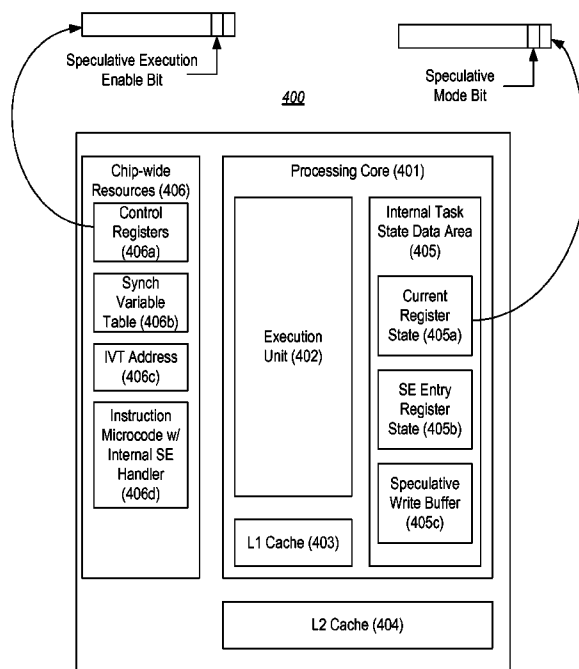 Speculative Execution
Enable Bit
Speculative
Mode Bit
400
Chip-wide
Resources (406)
Control
Registers
(406a)
Synch
Variable
Table (406b)
IVT Address
(406c)
Instruction
Microcode w/
Internal SE
Handler
(406d)
Processing Core (401)
Execution
Unit (402)
L1 Cache (403)
Internal Task
State Data Area
(405)
Current
Register
State (405a)
SE Entry
Register
State (405b)
Speculative
Write Buffer
(405c)
L2 Cache (404)